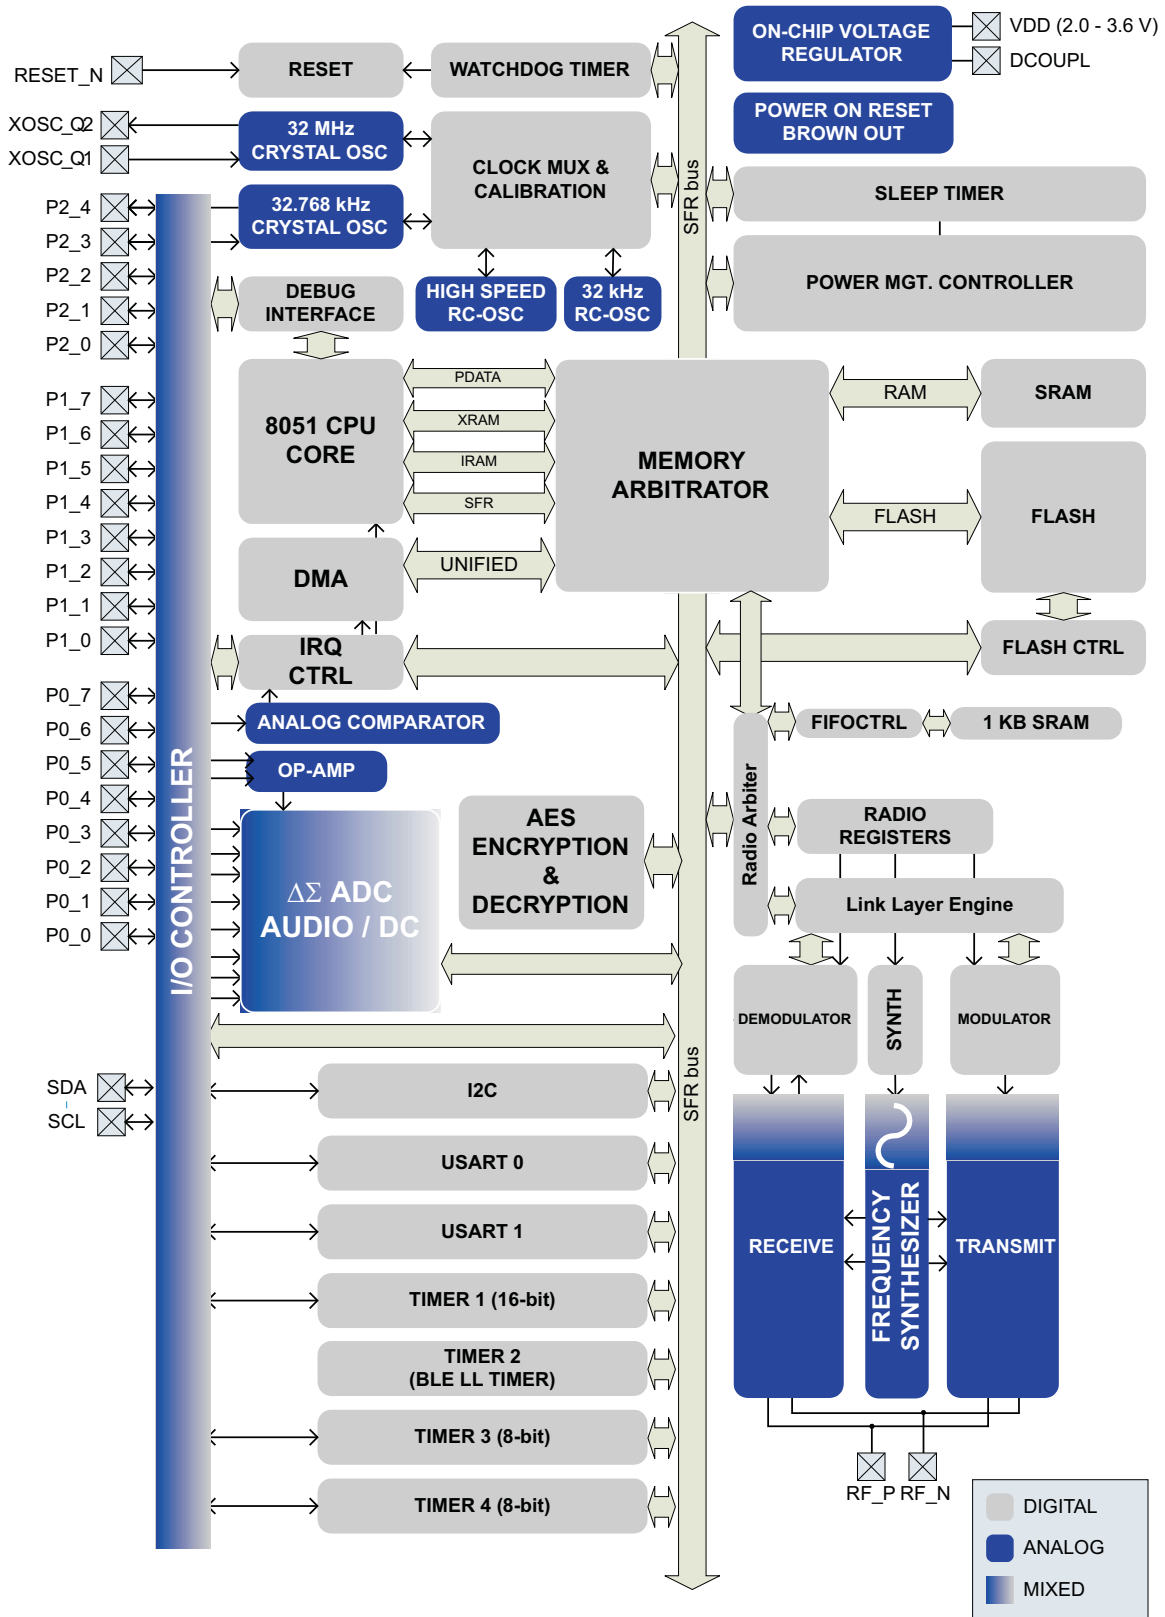 ON-CHIP VOLTAGE
REGULATOR
VDD (2.0 - 3.6 V)
DCOUPL
RESET_N
RESET
WATCHDOG TIMER
POWER ON RESET
BROWN OUT
XOSC_Q2
XOSC_Q1
32 MHz
CRYSTAL OSC
CLOCK MUX &
CALIBRATION
SFR bus
SLEEP TIMER
P2_4
P2_3
P2_2
P2_1
P2_0
32.768 kHz
CRYSTAL OSC
POWER MGT. CONTROLLER
DEBUG
INTERFACE
HIGH SPEED
RC-OSC
32 kHz
RC-OSC
P1_7
P1_6
P1_5
P1_4
P1_3
P1_2
P1_1
P1_0
8051 CPU
CORE
PDATA
XRAM
IRAM
SFR
MEMORY
ARBITRATOR
RAM
SRAM
FLASH
FLASH
DMA
UNIFIED
IRQ
CTRL
FLASH CTRL
P0_7
P0_6
P0_5
P0_4
P0_3
P0_2
P0_1
P0_0
I/O CONTROLLER
ANALOG COMPARATOR
OP-AMP
FIFOCTRL
1 KB SRAM
Radio Arbiter
AES
ENCRYPTION
&
DECRYPTION
RADIO
REGISTERS
ΔΣ ADC
AUDIO / DC
Link Layer Engine
DEMODULATOR
SYNTH
MODULATOR
SFR bus
SDA
SCL
I2C
USART 0
USART 1
TIMER 1 (16-bit)
TIMER 2
(BLE LL TIMER)
TIMER 3 (8-bit)
TIMER 4 (8-bit)
RECEIVE
FREQUENCY
SYNTHESIZER
TRANSMIT
RF_P
RF_N
DIGITAL
ANALOG
MIXED